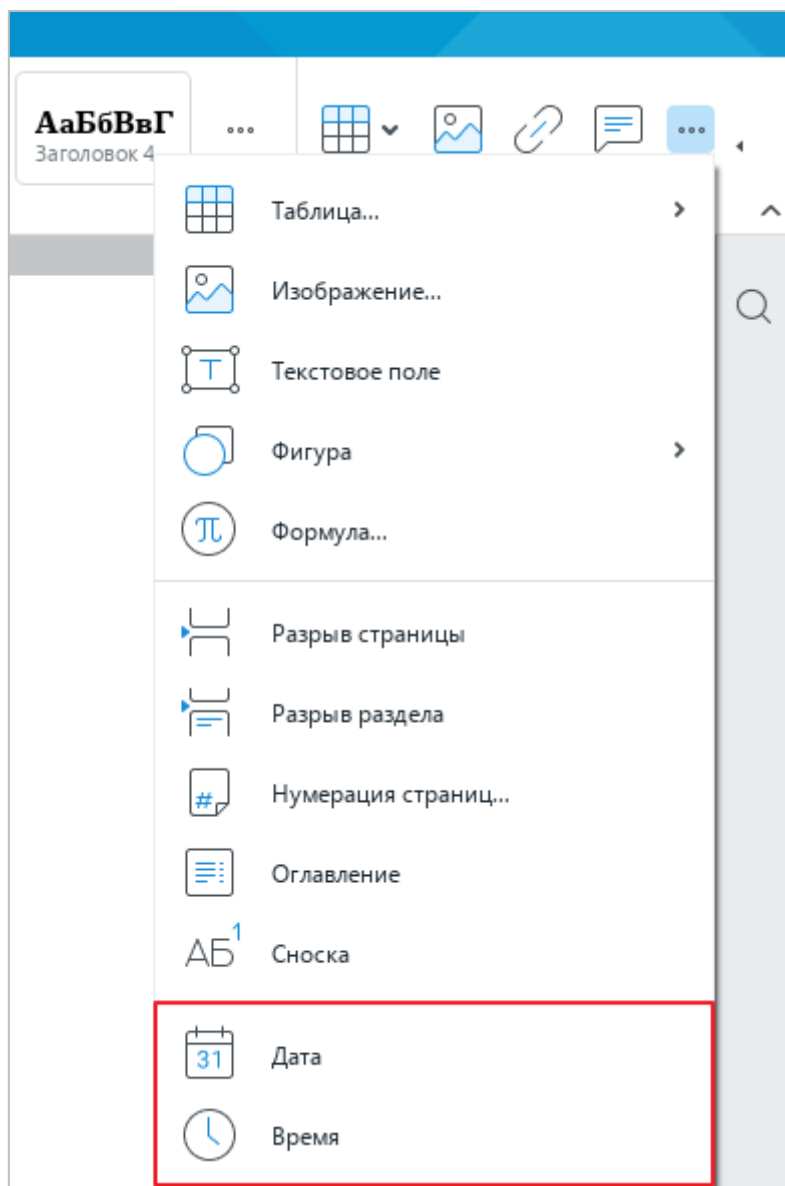 АаБбВвГ
Заголовок 4
Таблица...
Изображение...
Т
Текстовое поле
Фигура
π
Формула...
Разрыв страницы
Разрыв раздела
#
Нумерация страниц...
Оглавление
АБ1
Сноска
31
Дата
Время